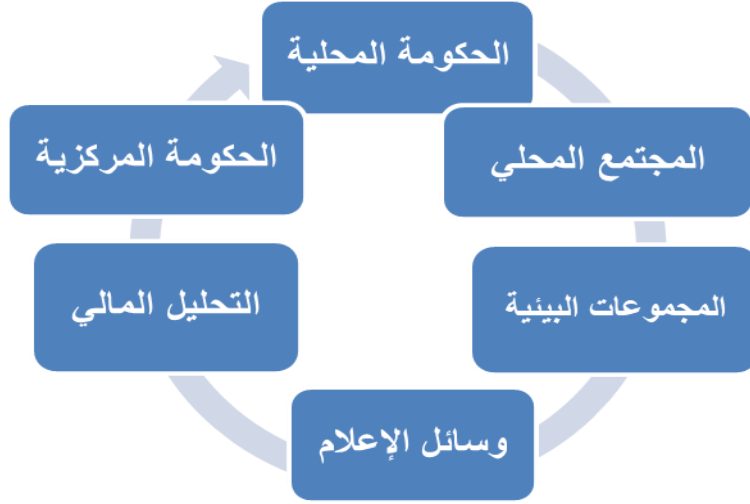 الحكومة المحلية
المجتمع المحلي
المجموعات البيئية
وسائل الإعلام
التحليل المالي
الحكومة المركزية